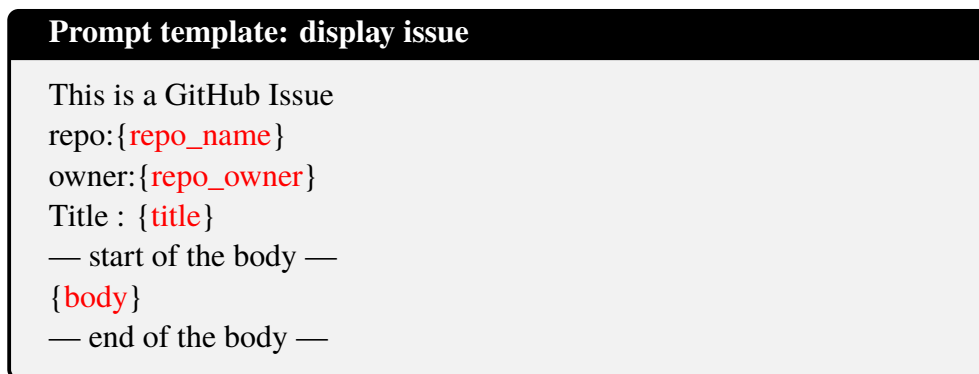 Prompt template: display issue
This is a GitHub Issue
repo:{repo_name}
owner:{repo_owner}
Title : {title}
— start of the body —
{body}
— end of the body —